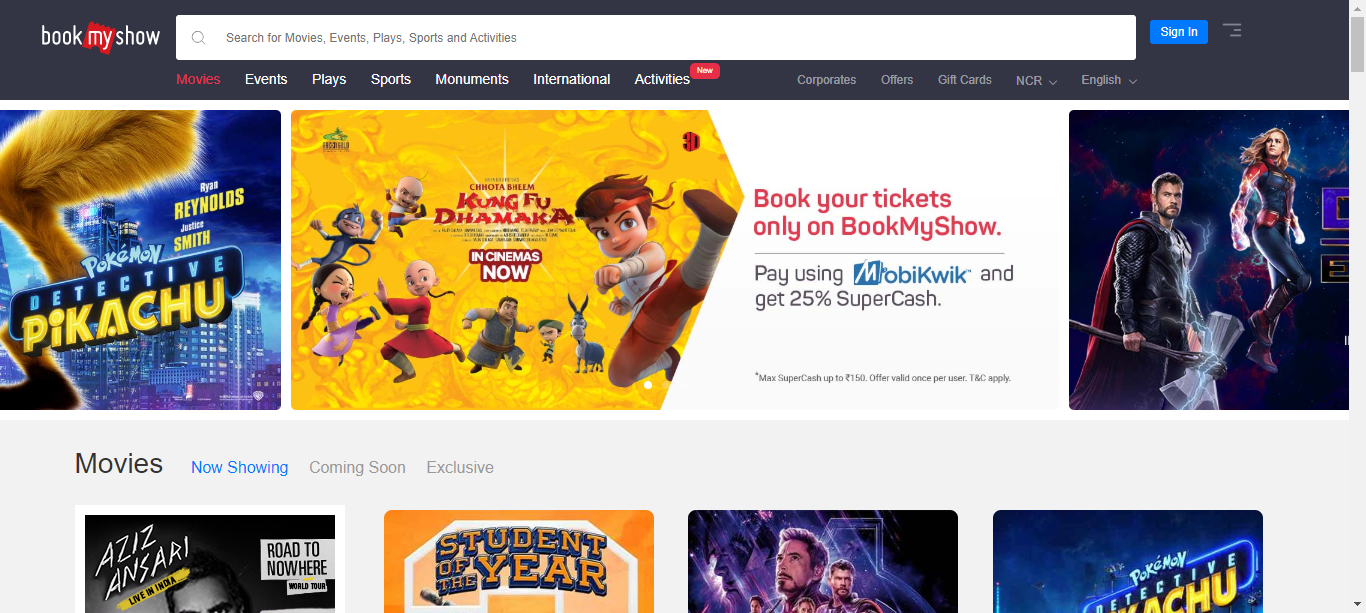 book my show
Search for Movies, Events, Plays, Sports and Activities
Sign In
Movies Events Plays Sports Monuments International Activities New
Corporates Offers Gift Cards NCR English
Ryan
REYNOLDS
Justice
SMITH
POKÉMON
DETECTIVE
PIKACHU
3D
CHHOTA BHEEM
KUNG FU
DHAMAKA
IN CINEMAS
NOW
Book your tickets
only on BookMyShow.
Pay using MobiKwik™ and
get 25% SuperCash.
*Max SuperCash up to ₹150. Offer valid once per user. T&C apply.
Movies Now Showing Coming Soon Exclusive
AZIZ
ANSARI
LIVE IN INDIA
ROAD TO
NOWHERE
WORLD TOUR
STUDENT
OF THE YEAR
POKÉMON
DETECTIVE
PIKACHU